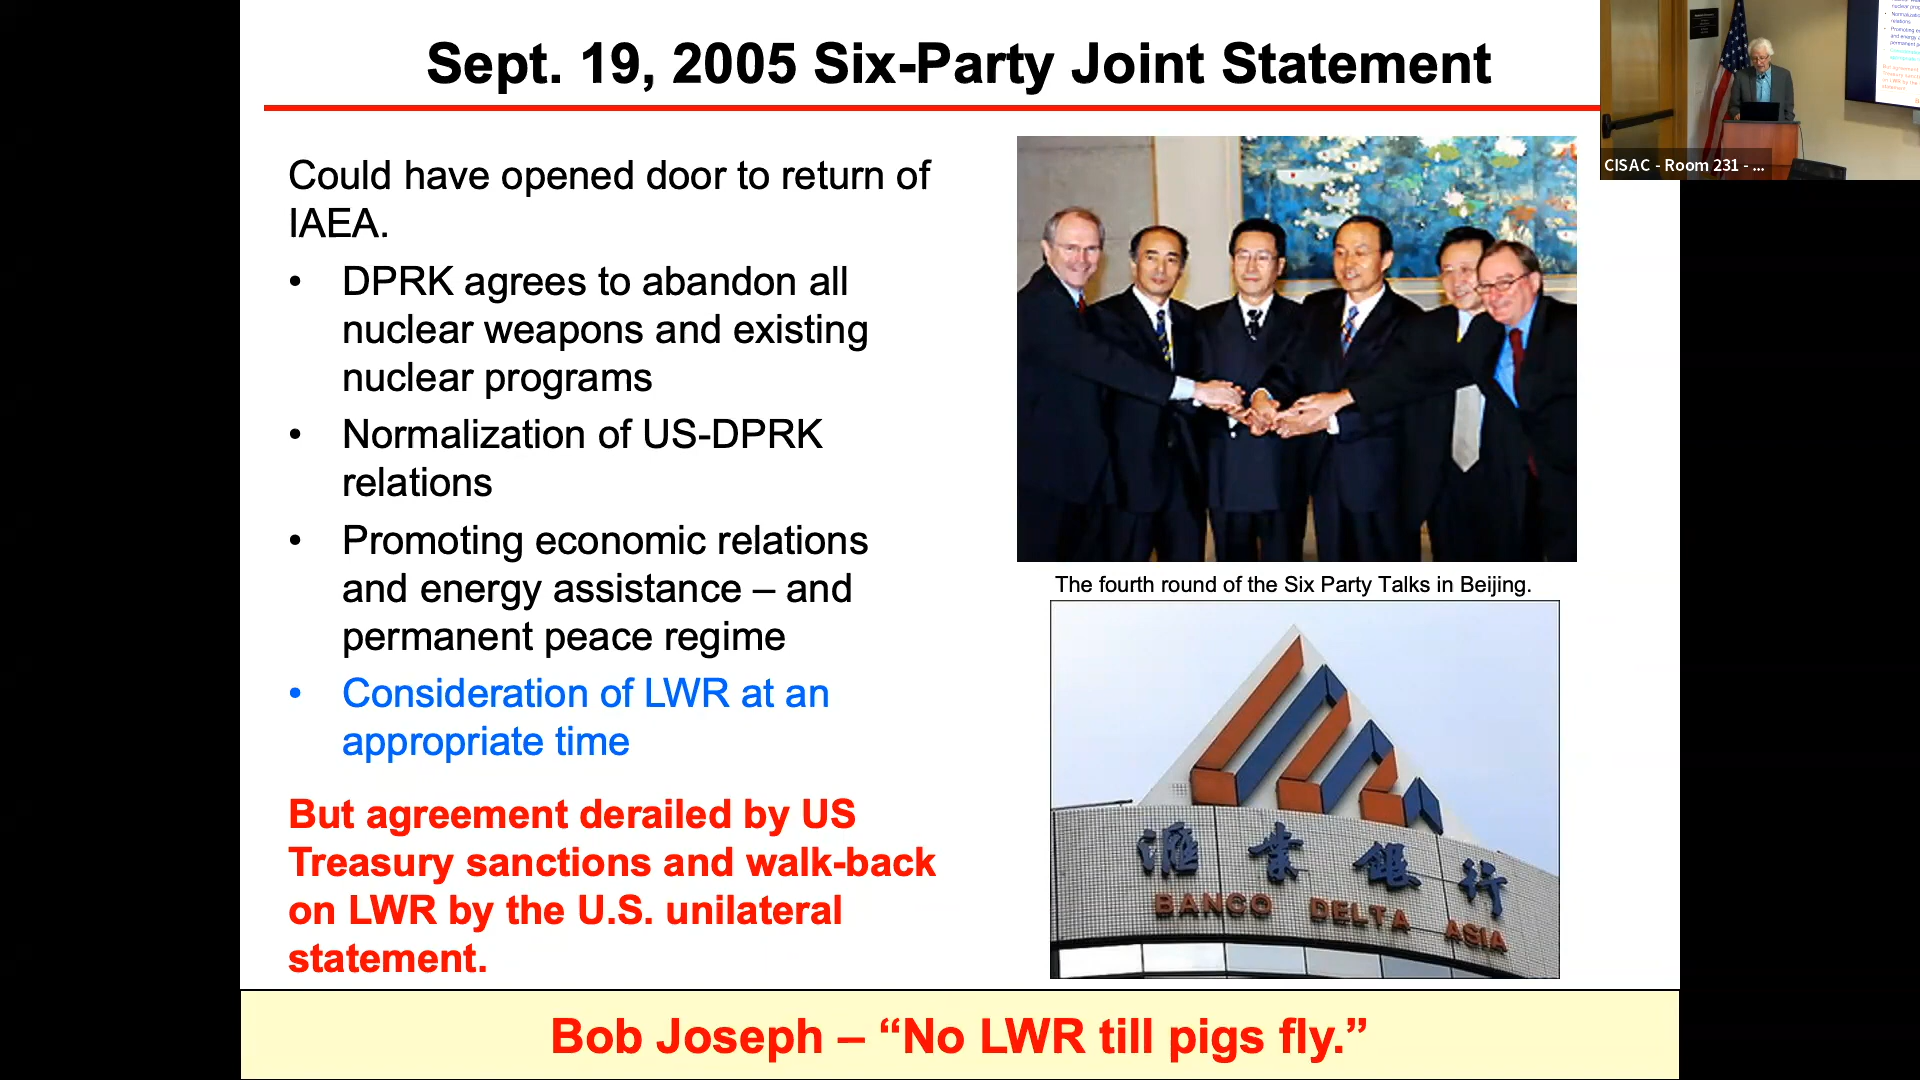 Sept. 19, 2005 Six-Party Joint Statement
Could have opened door to return of
IAEA.
• DPRK agrees to abandon all
nuclear weapons and existing
nuclear programs
• Normalization of US-DPRK
relations
• Promoting economic relations
and energy assistance – and
permanent peace regime
• Consideration of LWR at an
appropriate time
But agreement derailed by US
Treasury sanctions and walk-back
on LWR by the U.S. unilateral
statement.
The fourth round of the Six Party Talks in Beijing.
滙業銀行
BANCO DELTA ASIA
Bob Joseph – “No LWR till pigs fly.”
CISAC - Room 231 - ...